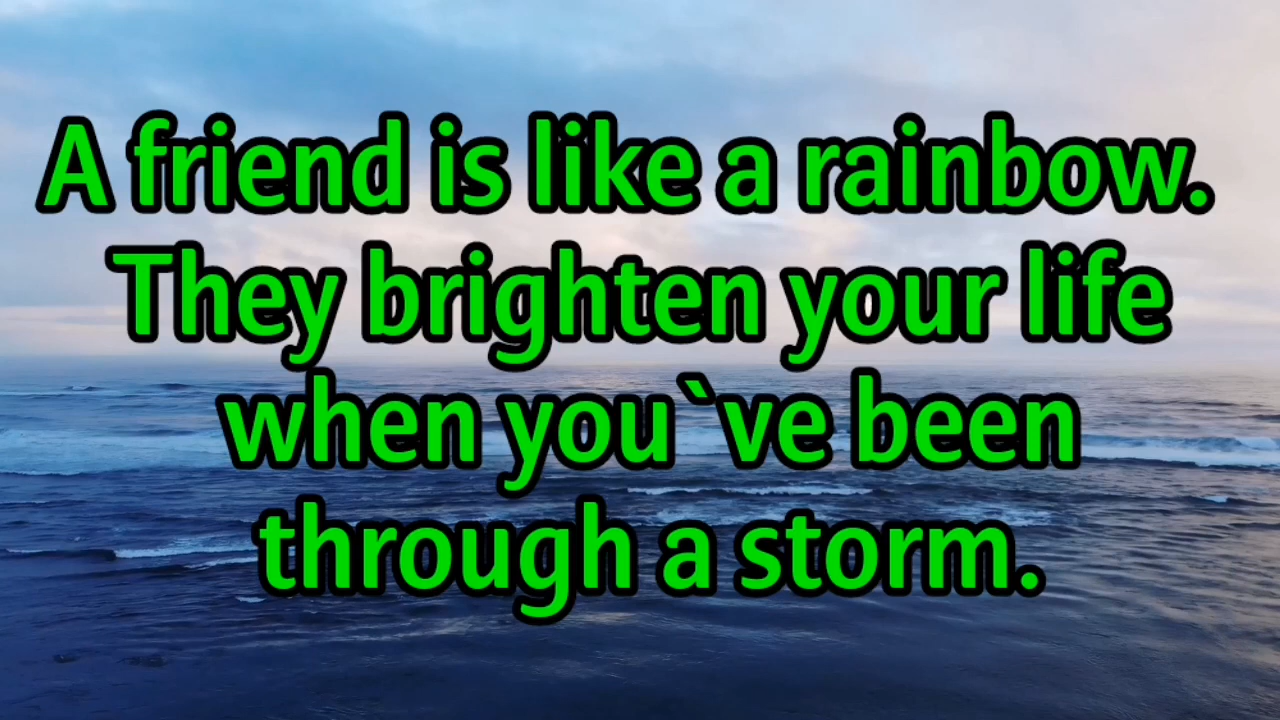 A friend is like a rainbow.
They brighten your life
when you`ve been
through a storm.